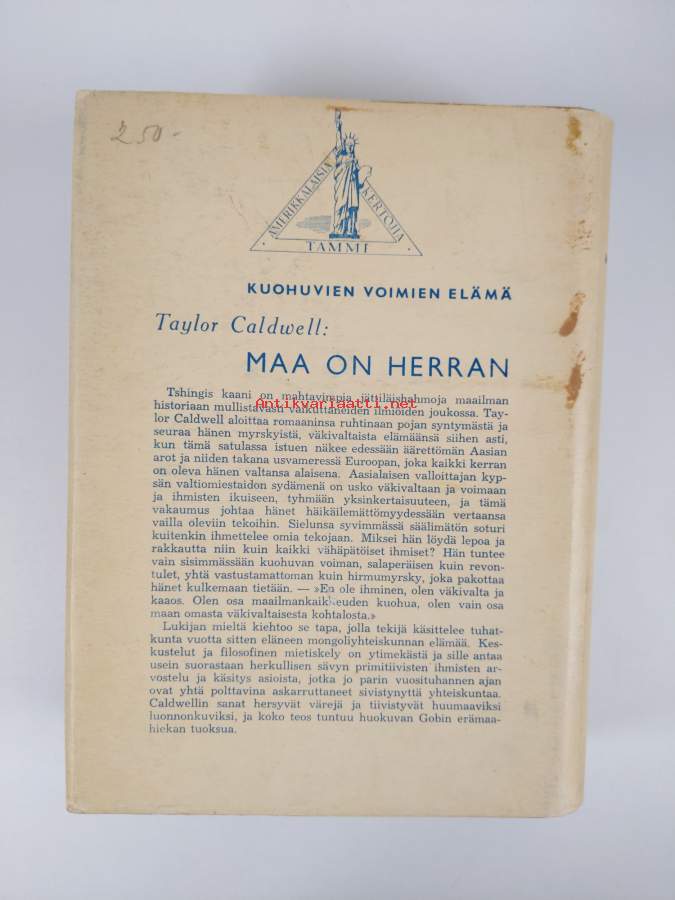 2 50-
AMERIKKALAISIA KERTOJIA
TAMMI
KUOHUVIEN VOIMIEN ELÄMÄ
Taylor Caldwell:
MAA ON HERRAN
Tshingis kaani on mahtavimpia jättiläishahmoja maailman
Antikvariaatti.net
historiaan mullistavasti vaikuttaneiden ilmiöiden joukossa. Tay-
lor Caldwell aloittaa romaaninsa ruhtinaan pojan syntymästä ja
seuraa hänen myrskyistä, väkivaltaista elämäänsä siihen asti,
kun tämä satulassa istuen näkee edessään äärettömän Aasian
arot ja niiden takana usvameressä Euroopan, joka kaikki kerran
on oleva hänen valtansa alaisena. Aasialaisen valloittajan kyp-
sän valtiomiestaidon sydämenä on usko väkivaltaan ja voimaan
ja ihmisten ikuiseen, tyhmään yksinkertaisuuteen, ja tämä
vakaumus johtaa hänet häikäilemättömyydessään vertaansa
vailla oleviin tekoihin. Sielunsa syvimmässä säälimätön soturi
kuitenkin ihmettelee omia tekojaan. Miksei hän löydä lepoa ja
rakkautta niin kuin kaikki vähäpätöiset ihmiset? Hän tuntee
vain sisimmässään kuohuvan voiman, salaperäisen kuin revon-
tulet, yhtä vastustamattoman kuin hirmumyrsky, joka pakottaa
hänet kulkemaan tietään. — »En ole ihminen, olen väkivalta ja
kaaos. Olen osa maailmankaikkeuden kuohua, olen vain osa
maan omasta väkivaltaisesta kohtalosta.»
Lukijan mieltä kiehtoo se tapa, jolla tekijä käsittelee tuhat-
kunta vuotta sitten eläneen mongoliyhteiskunnan elämää. Kes-
kustelut ja filosofinen mietiskely on ytimekästä ja sille antaa
usein suorastaan herkullisen sävyn primitiivisten ihmisten ar-
vostelu ja käsitys asioista, jotka jo parin vuosituhannen ajan
ovat yhtä polttavina askarruttaneet sivistynyttä yhteiskuntaa.
Caldwellin sanat hersyvät värejä ja tiivistyvät huumaaviksi
luonnonkuviksi, ja koko teos tuntuu huokuvan Gobin erämaa-
hiekan tuoksua.